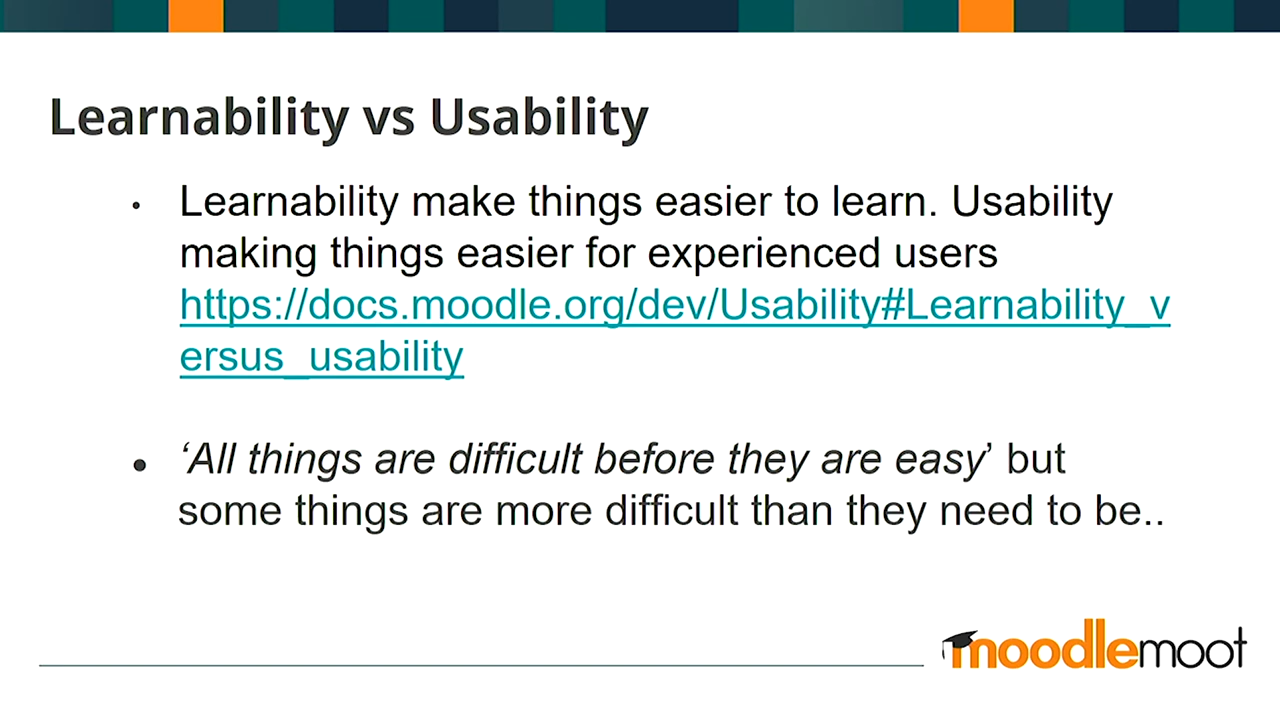 Learnability vs Usability
• Learnability make things easier to learn. Usability
making things easier for experienced users
https://docs.moodle.org/dev/Usability#Learnability_v
ersus_usability
• ‘All things are difficult before they are easy’ but
some things are more difficult than they need to be..
moodlemoot